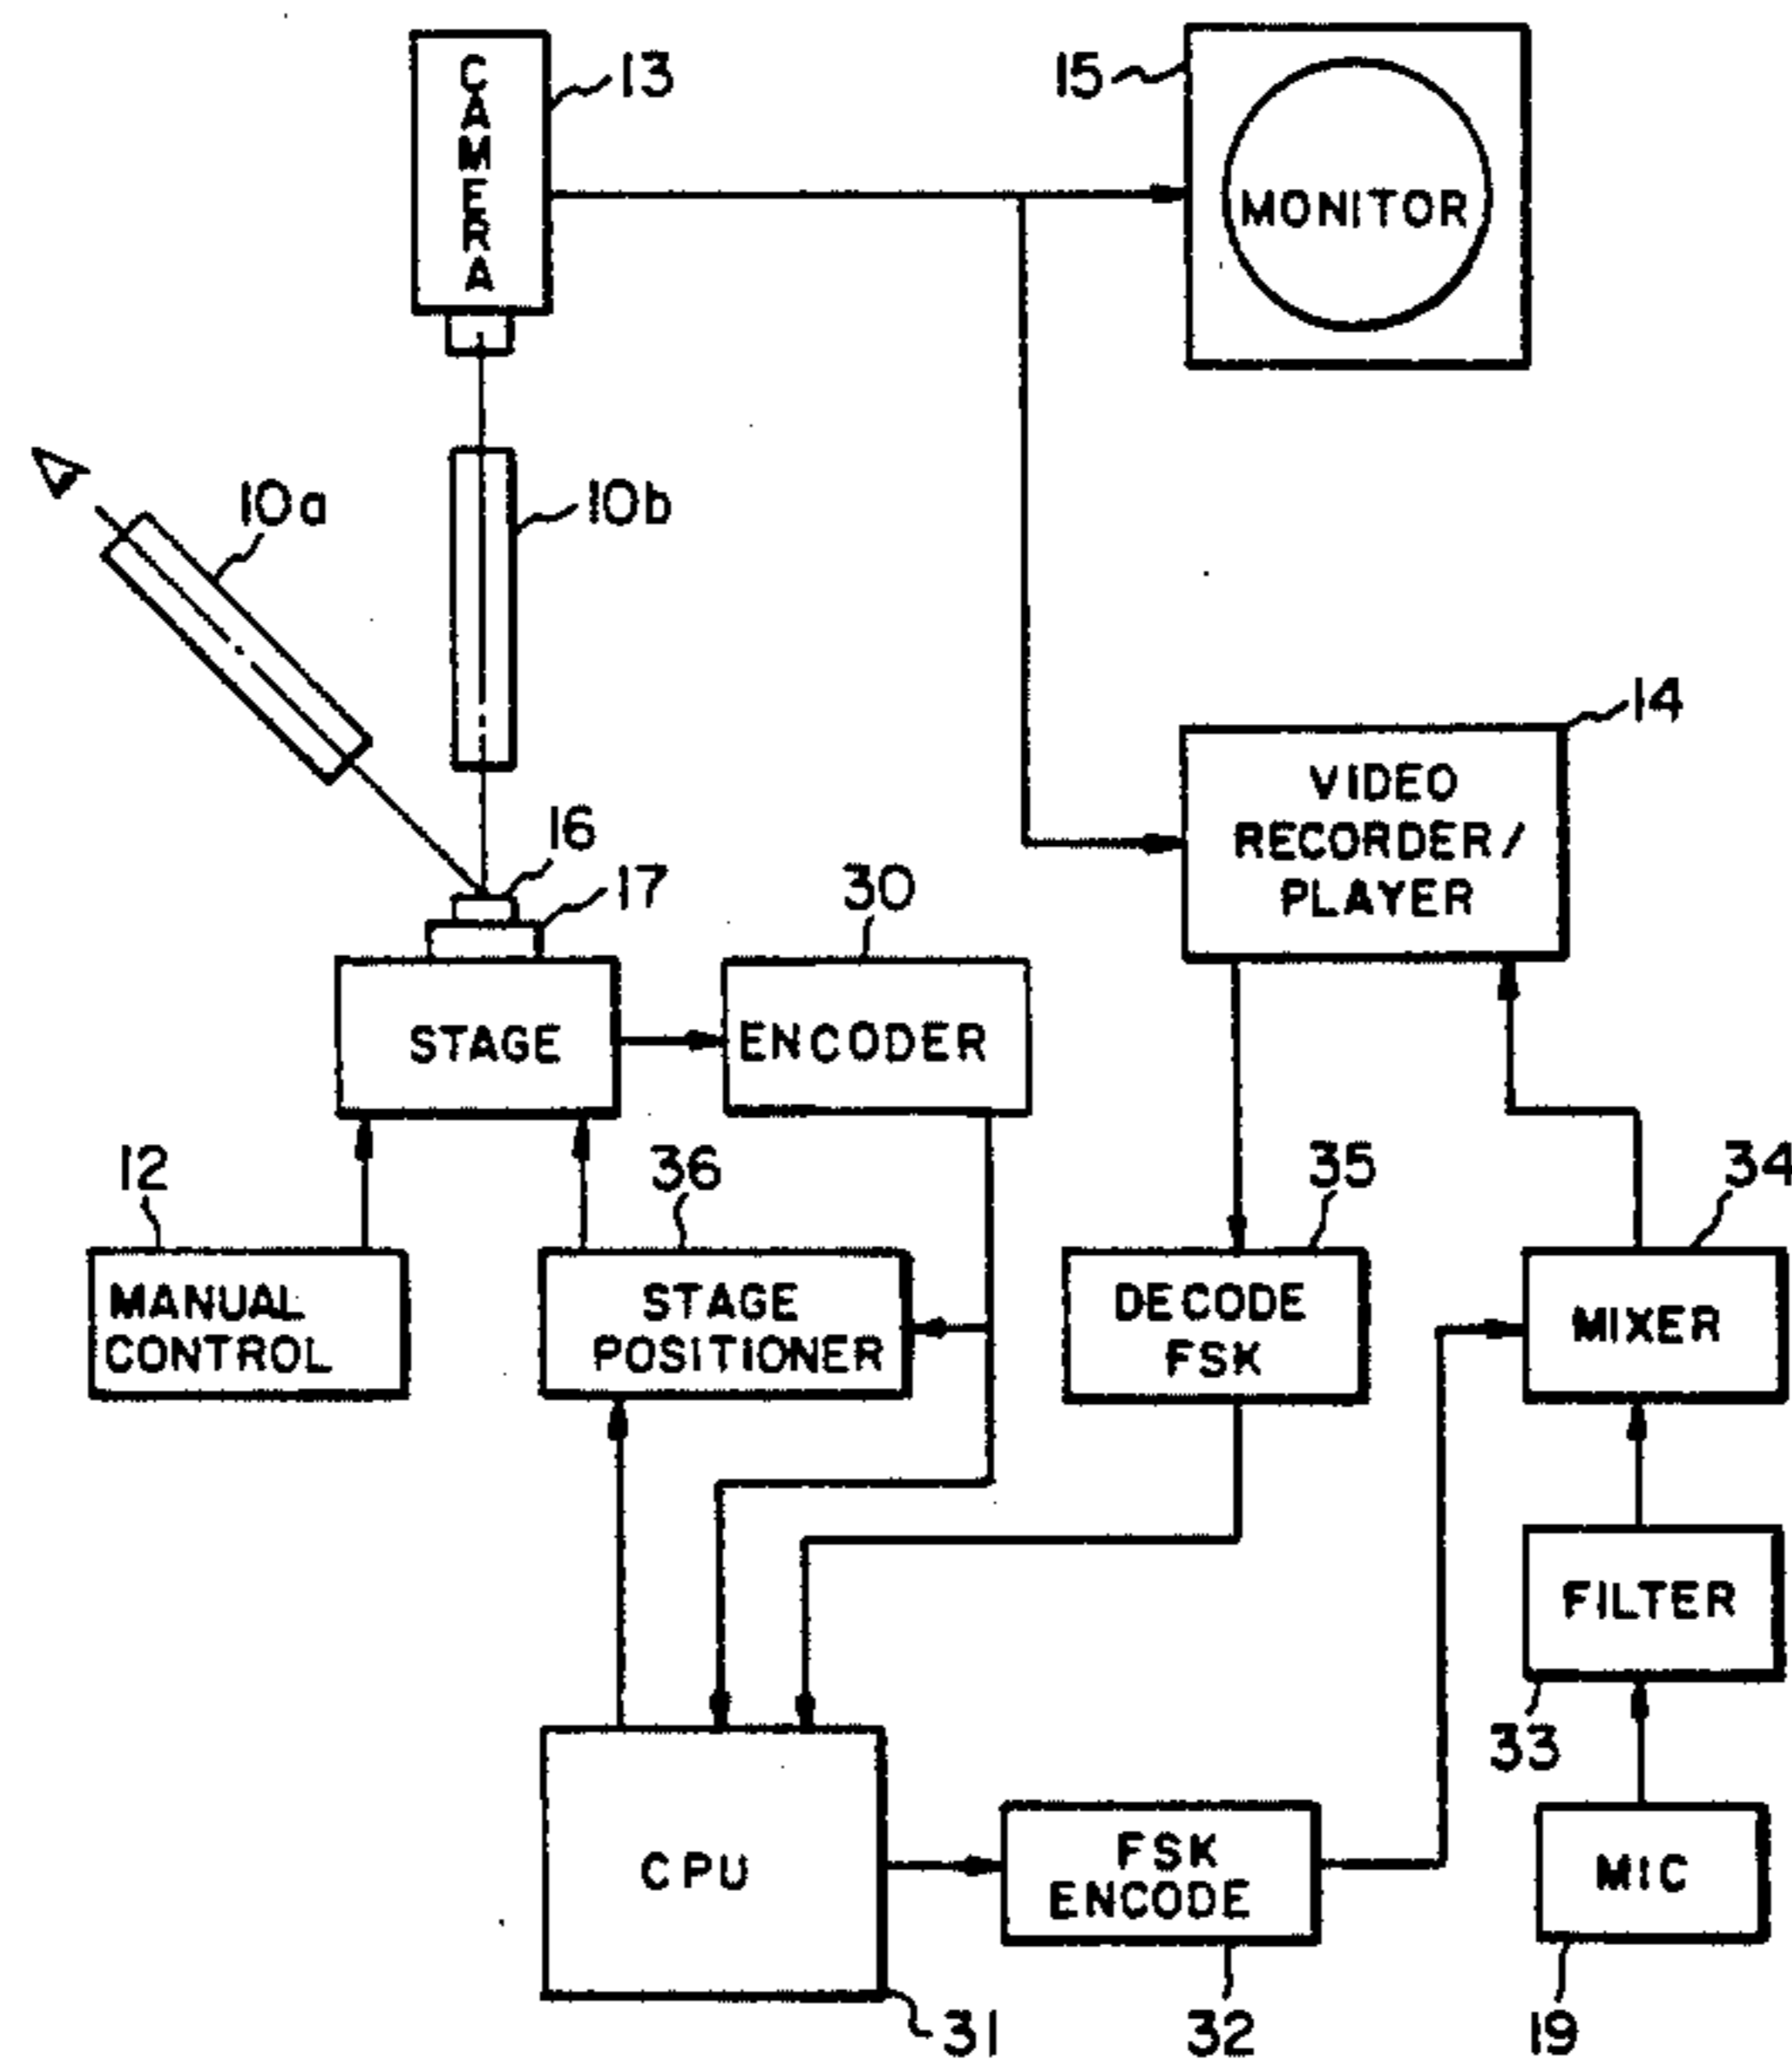 CAMERA
13
15
MONITOR
10a
10b
14
VIDEO
RECORDER/
PLAYER
16
17
30
STAGE
ENCODER
12
36
35
34
MANUAL
CONTROL
STAGE
POSITIONER
DECODE
FSK
MIXER
FILTER
33
CPU
FSK
ENCODE
MIC
31
32
19